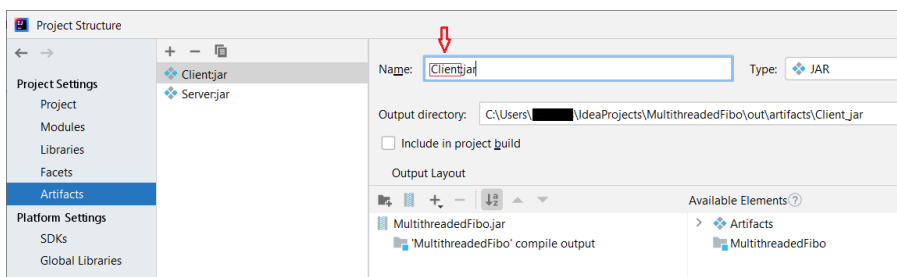 Project Structure
Project Settings
Project
Modules
Libraries
Facets
Artifacts
Platform Settings
SDKs
Global Libraries
Client:jar
Server:jar
Name: Client:jar
Type: JAR
Output directory: C:\Users\ \IdeaProjects\MultithreadedFibo\out\artifacts\Client_jar
Include in project build
Output Layout
Available Elements ?
MultithreadedFibo.jar
'MultithreadedFibo' compile output
Artifacts
MultithreadedFibo